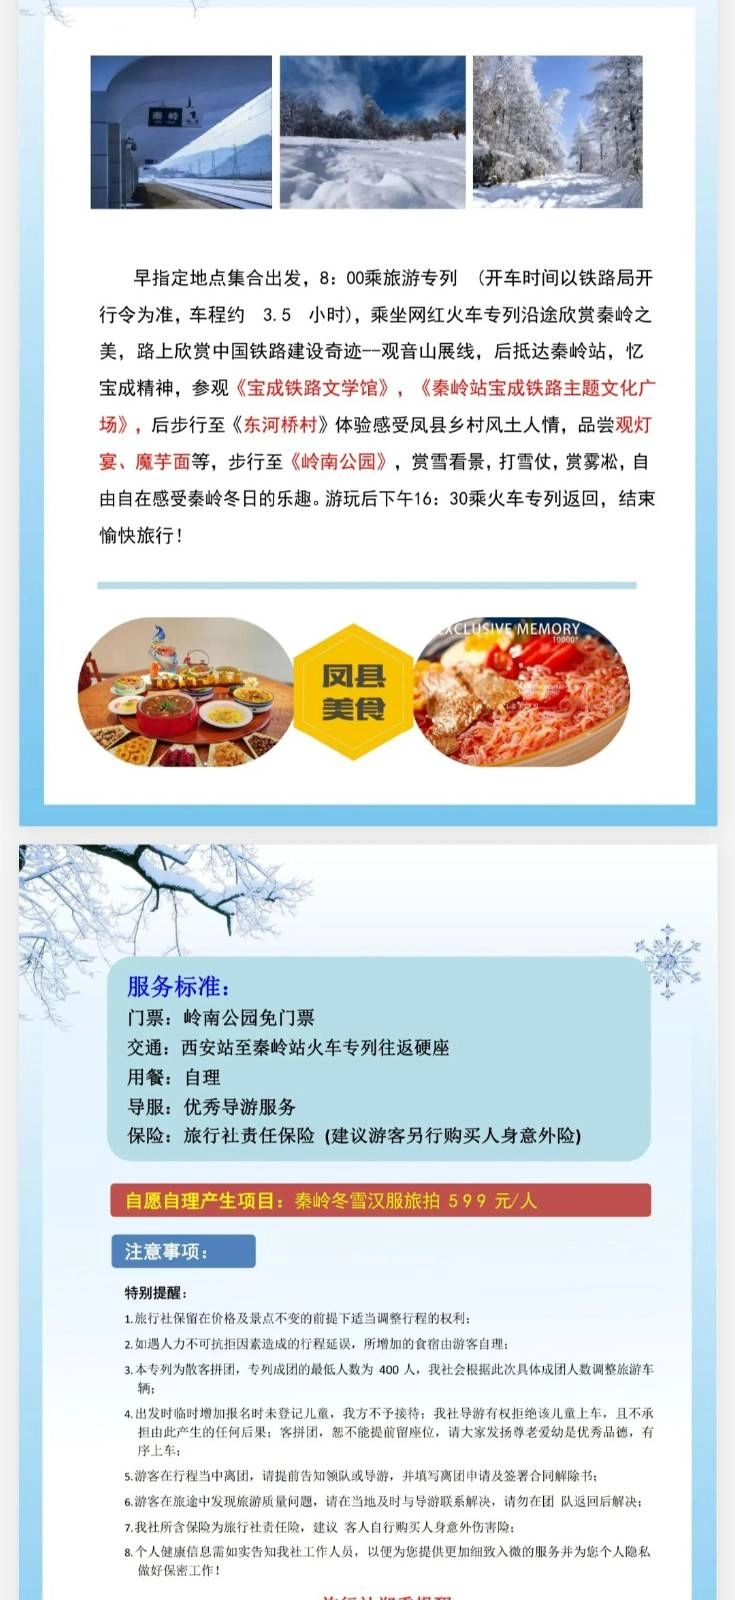 秦岭
早指定地点集合出发，8：00乘旅游专列 （开车时间以铁路局开
行令为准，车程约 3.5 小时），乘坐网红火车专列沿途欣赏秦岭之
美，路上欣赏中国铁路建设奇迹--观音山展线，后抵达秦岭站，忆
宝成精神，参观《宝成铁路文学馆》，《秦岭站宝成铁路主题文化广
场》，后步行至《东河桥村》体验感受凤县乡村风土人情，品尝观灯
宴、魔芋面等，步行至《岭南公园》，赏雪看景，打雪仗，赏雾凇，自
由自在感受秦岭冬日的乐趣。游玩后下午16：30乘火车专列返回，结束
愉快旅行！
EXCLUSIVE MEMORY
10000°
凤县
美食
服务标准：
门票：岭南公园免门票
交通：西安站至秦岭站火车专列往返硬座
用餐：自理
导服：优秀导游服务
保险：旅行社责任保险 (建议游客另行购买人身意外险)
自愿自理产生项目：秦岭冬雪汉服旅拍 599 元/人
注意事项：
特别提醒：
1.旅行社保留在价格及景点不变的前提下适当调整行程的权利；
2.如遇人力不可抗拒因素造成的行程延误，所增加的食宿由游客自理；
3.本专列为散客拼团，专列成团的最低人数为 400 人，我社会根据此次具体成团人数调整旅游车
辆；
4.出发时临时增加报名时未登记儿童，我方不予接待；我社导游有权拒绝该儿童上车，且不承
担由此产生的任何后果；客拼团，恕不能提前留座位，请大家发扬尊老爱幼是优秀品德，有
序上车；
5.游客在行程当中离团，请提前告知领队或导游，并填写离团申请及签署合同解除书；
6.游客在旅途中发现旅游质量问题，请在当地及时与导游联系解决，请勿在团 队返回后解决；
7.我社所含保险为旅行社责任险，建议 客人自行购买人身意外伤害险；
8.个人健康信息需如实告知我社工作人员，以便为您提供更加细致入微的服务并为您个人隐私
做好保密工作！